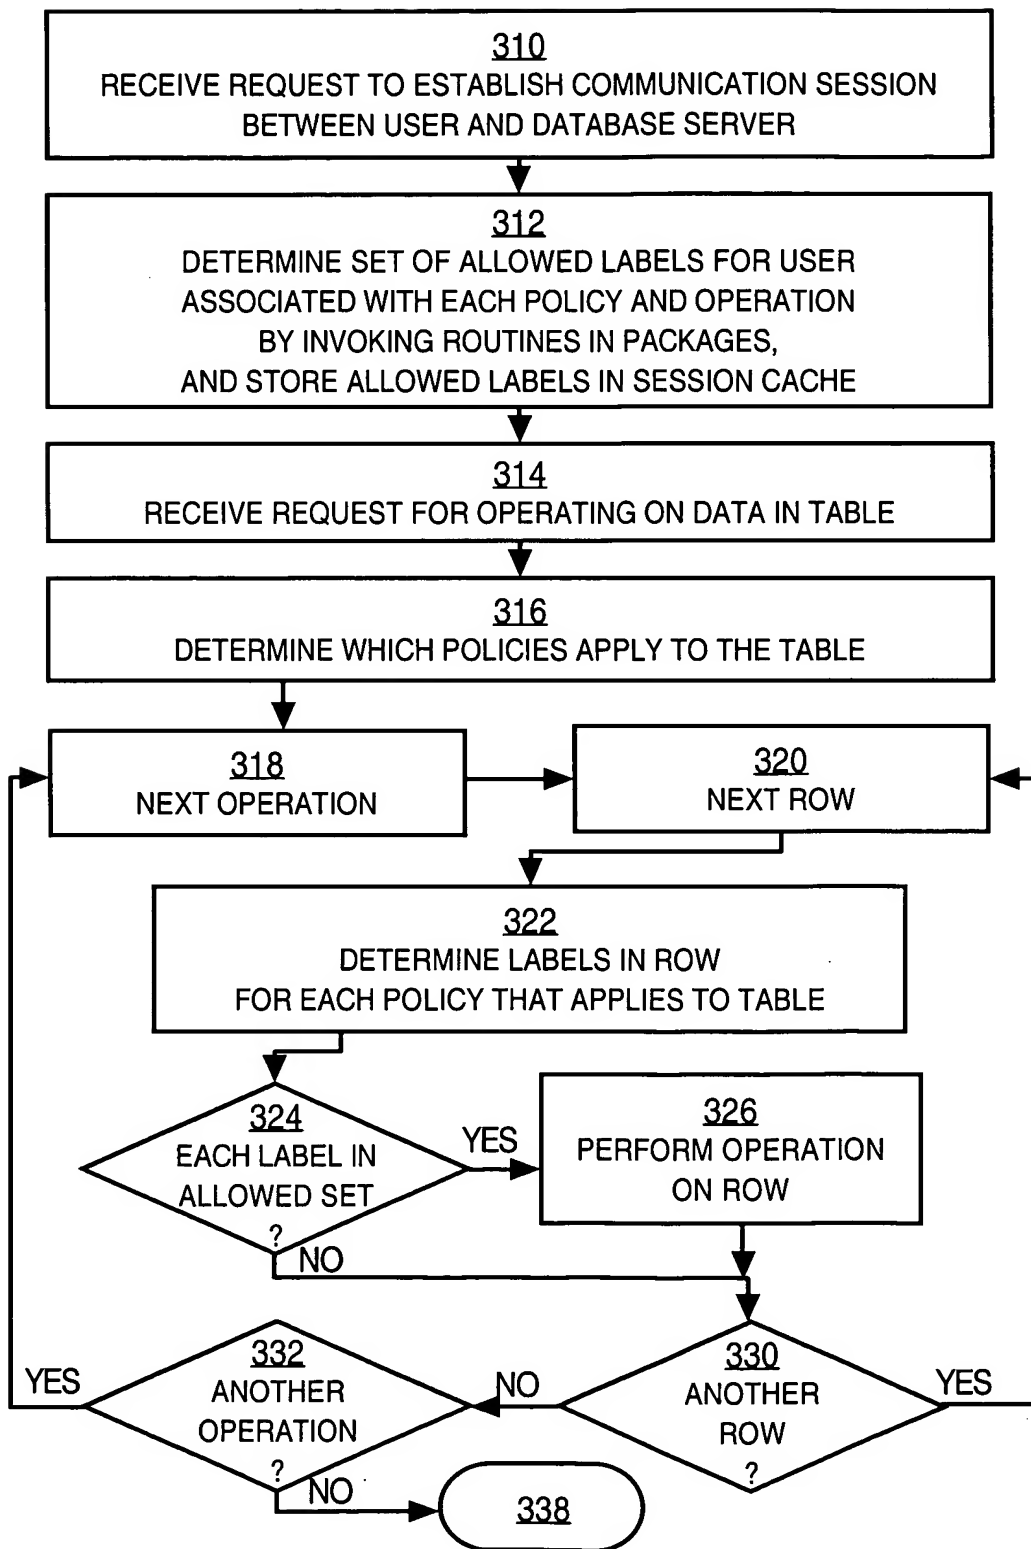 310
RECEIVE REQUEST TO ESTABLISH COMMUNICATION SESSION
BETWEEN USER AND DATABASE SERVER
312
DETERMINE SET OF ALLOWED LABELS FOR USER
ASSOCIATED WITH EACH POLICY AND OPERATION
BY INVOKING ROUTINES IN PACKAGES,
AND STORE ALLOWED LABELS IN SESSION CACHE
314
RECEIVE REQUEST FOR OPERATING ON DATA IN TABLE
316
DETERMINE WHICH POLICIES APPLY TO THE TABLE
318
NEXT OPERATION
320
NEXT ROW
322
DETERMINE LABELS IN ROW
FOR EACH POLICY THAT APPLIES TO TABLE
324
EACH LABEL IN
ALLOWED SET
?
YES
NO
326
PERFORM OPERATION
ON ROW
330
ANOTHER
ROW
?
YES
NO
332
ANOTHER
OPERATION
?
YES
NO
338